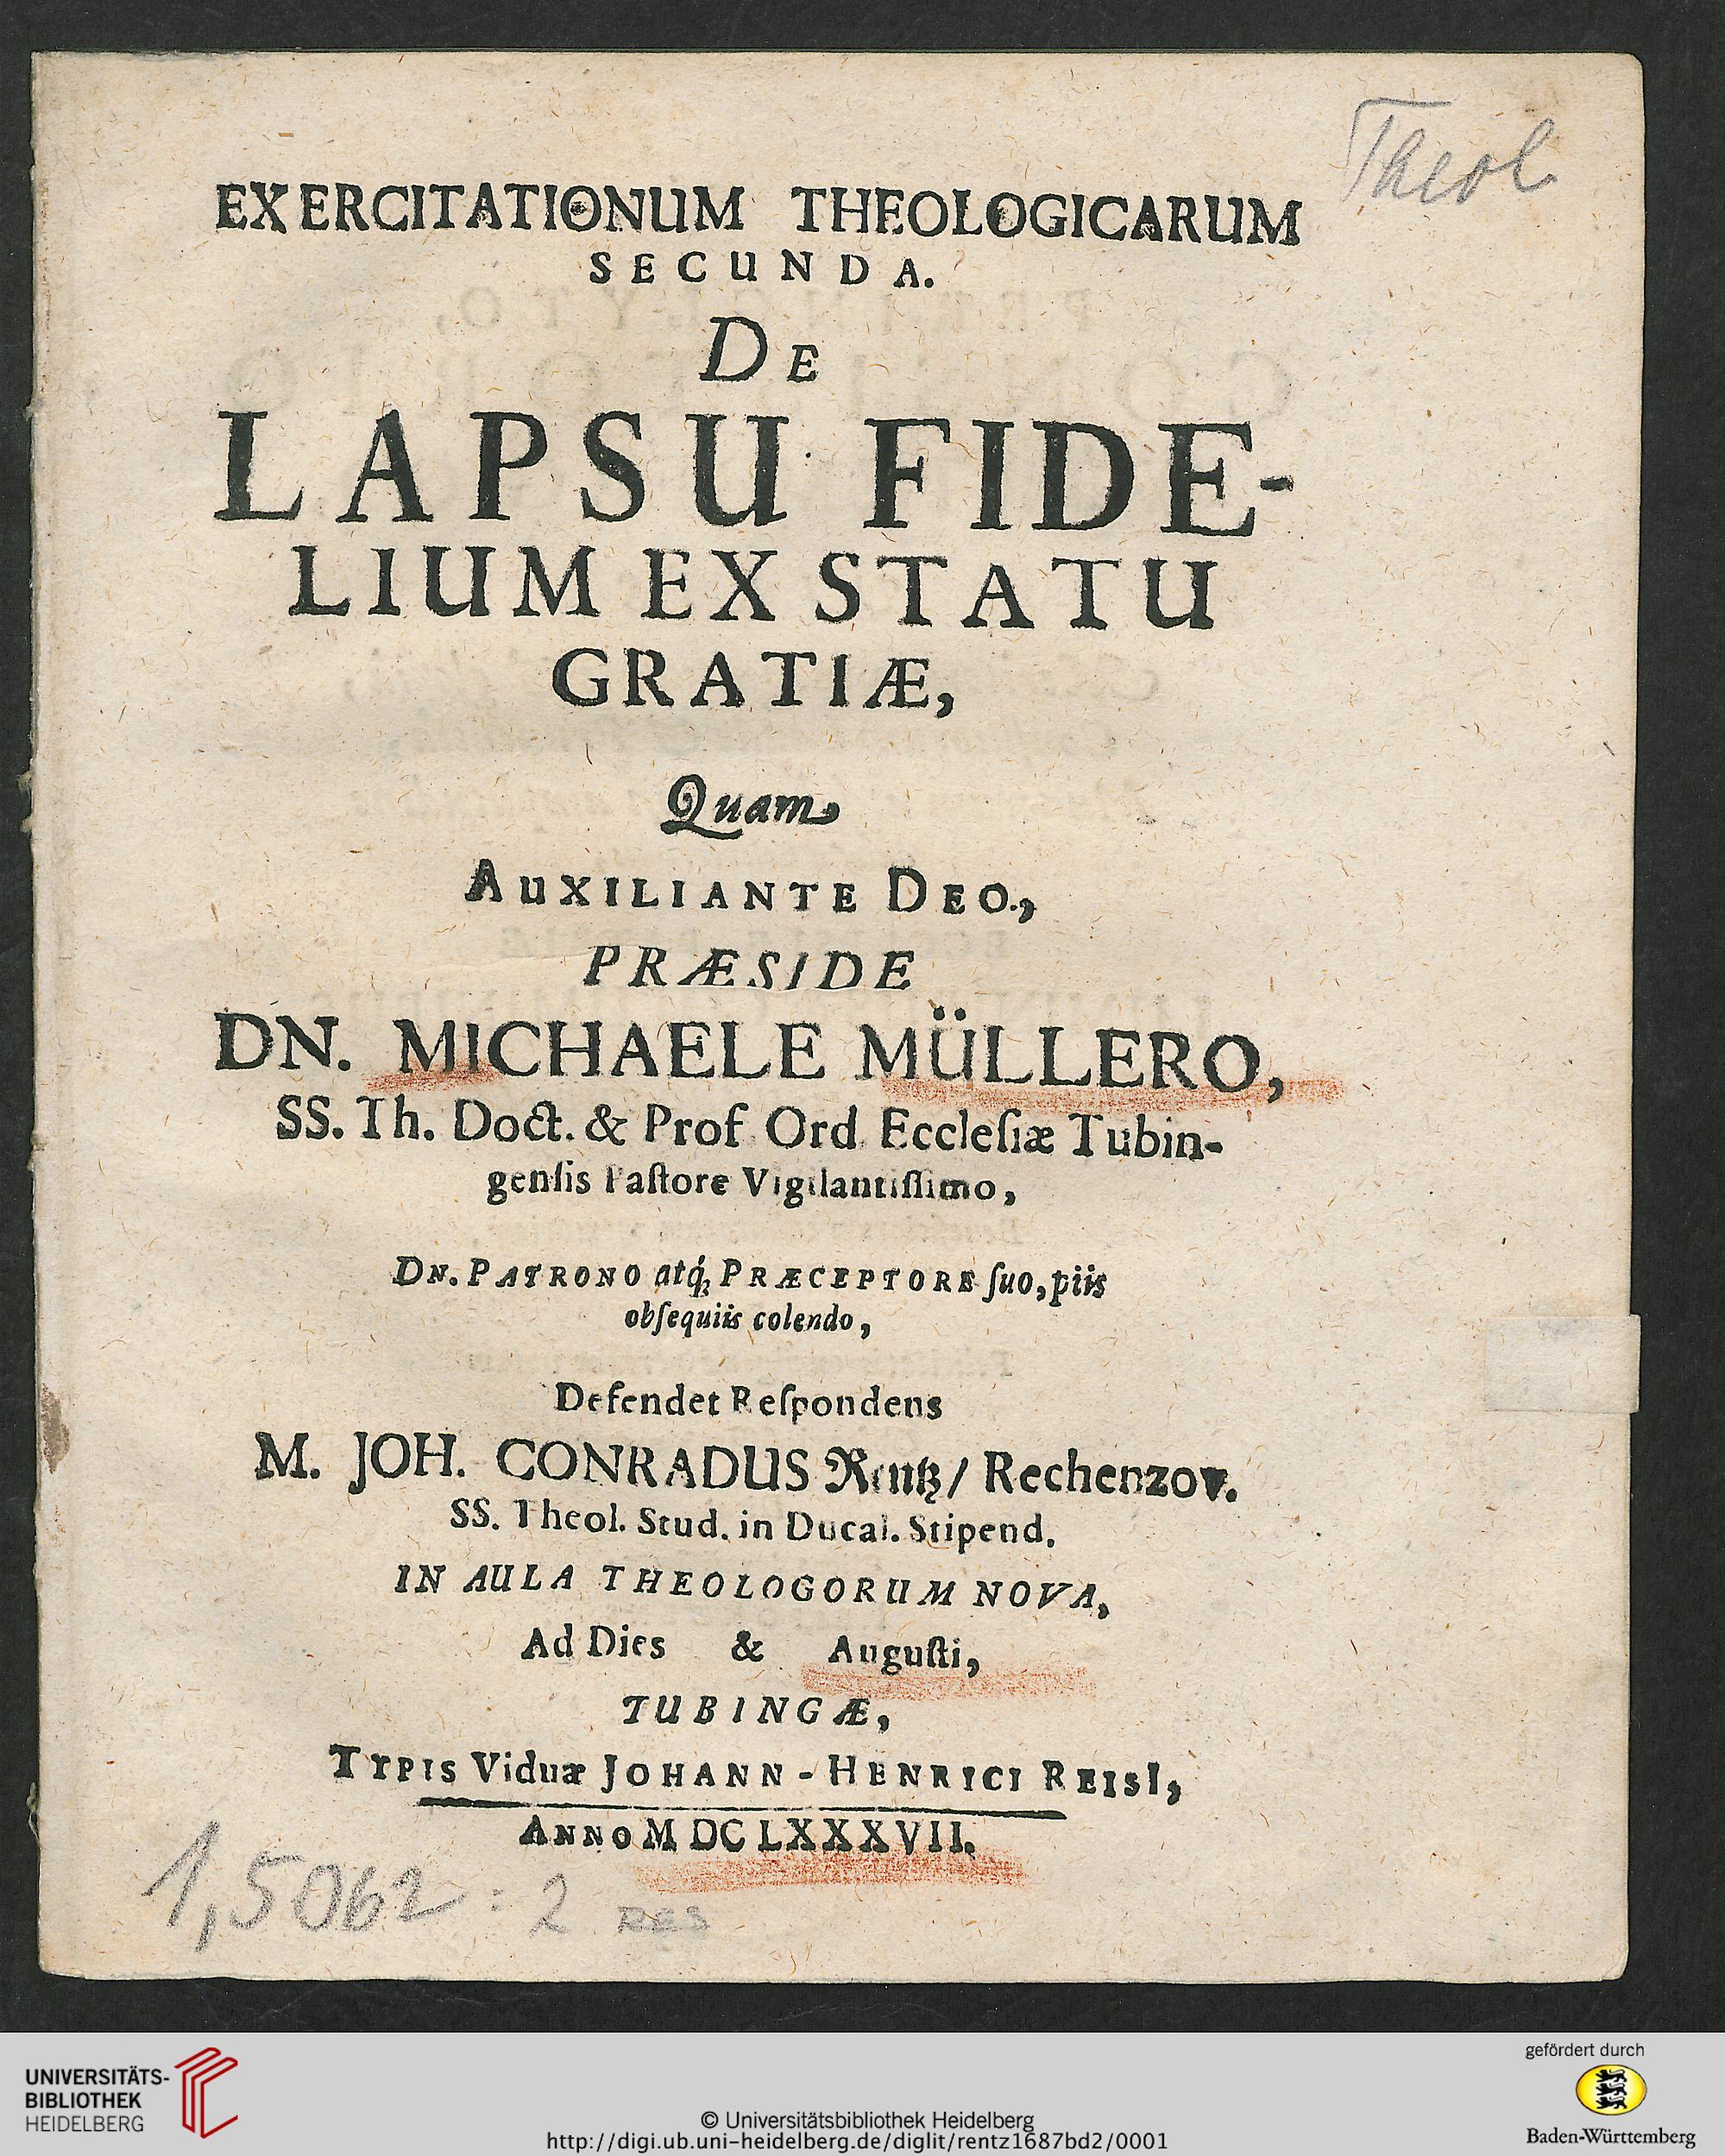 Theol
EXERCITATIONUM THEOLOGICARUM
SECUNDA.
DE
LAPSU FIDE-
LIUM EX STATU
GRATIÆ,
Quam
AUXILIANTE DEO.,
PRÆSIDE
DN. MICHAELE MÜLLERO,
SS. Th. Doct. & Prof Ord Eccleſiæ Tubin-
genſis Paſtore Vigilantiſſimo,
DN. PATRONO atq́; PRÆCEPTORE ſuo, piis
obſequiis colendo,
Defendet Reſpondens
M. JOH. CONRADUS Rentz/ Rechenzov.
SS. Theol. Stud. in Ducal. Stipend.
IN AULA THEOLOGORUM NOVA,
Ad Dies & Auguſti,
TUBINGÆ,
TYPIS Viduæ JOHANN-HENRICI REISI,
ANNO M DC LXXXVII.
1,5062 : 2 RES
UNIVERSITÄTS-
BIBLIOTHEK
HEIDELBERG
© Universitätsbibliothek Heidelberg
http://digi.ub.uni-heidelberg.de/diglit/rentz1687bd2/0001
gefördert durch
Baden-Württemberg